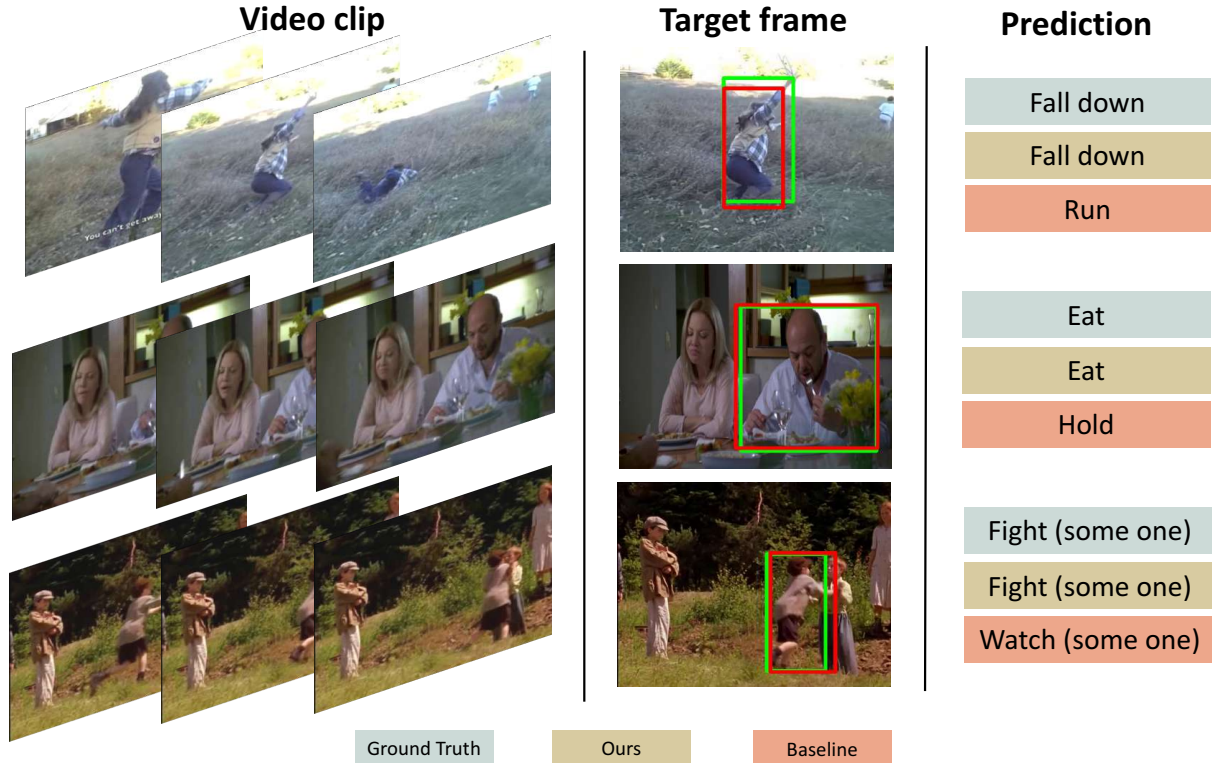 Video clip
Target frame
Prediction
You can't get away
Fall down
Fall down
Run
Eat
Eat
Hold
Fight (some one)
Fight (some one)
Watch (some one)
Ground Truth
Ours
Baseline